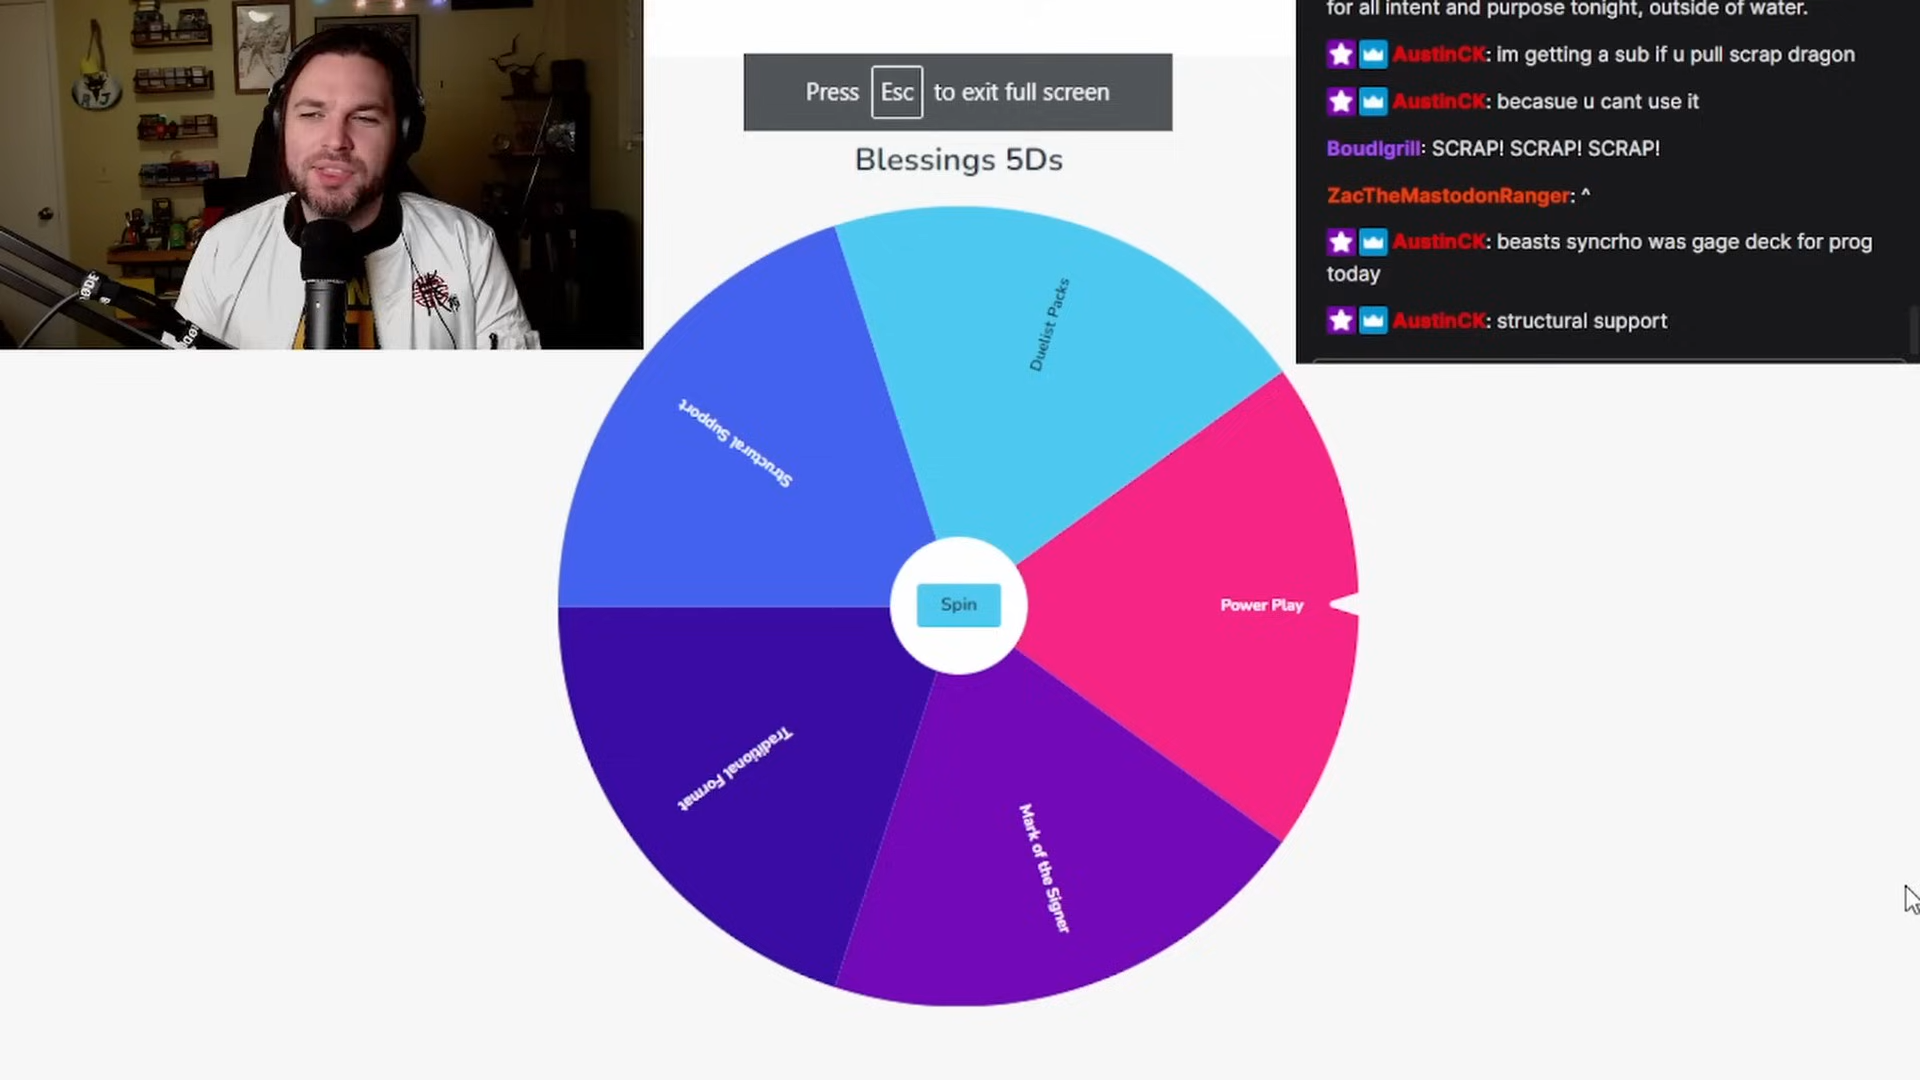 for all intent and purpose tonight, outside of water.
AustinCK: im getting a sub if u pull scrap dragon
AustinCK: becasue u cant use it
Boudlgrill: SCRAP! SCRAP! SCRAP!
ZacTheMastodonRanger: ^
AustinCK: beasts syncrho was gage deck for prog
today
AustinCK: structural support
Press Esc to exit full screen
Blessings 5Ds
Duelist Packs
Structural Support
Power Play
Spin
Traditional Format
Mark of the Signer